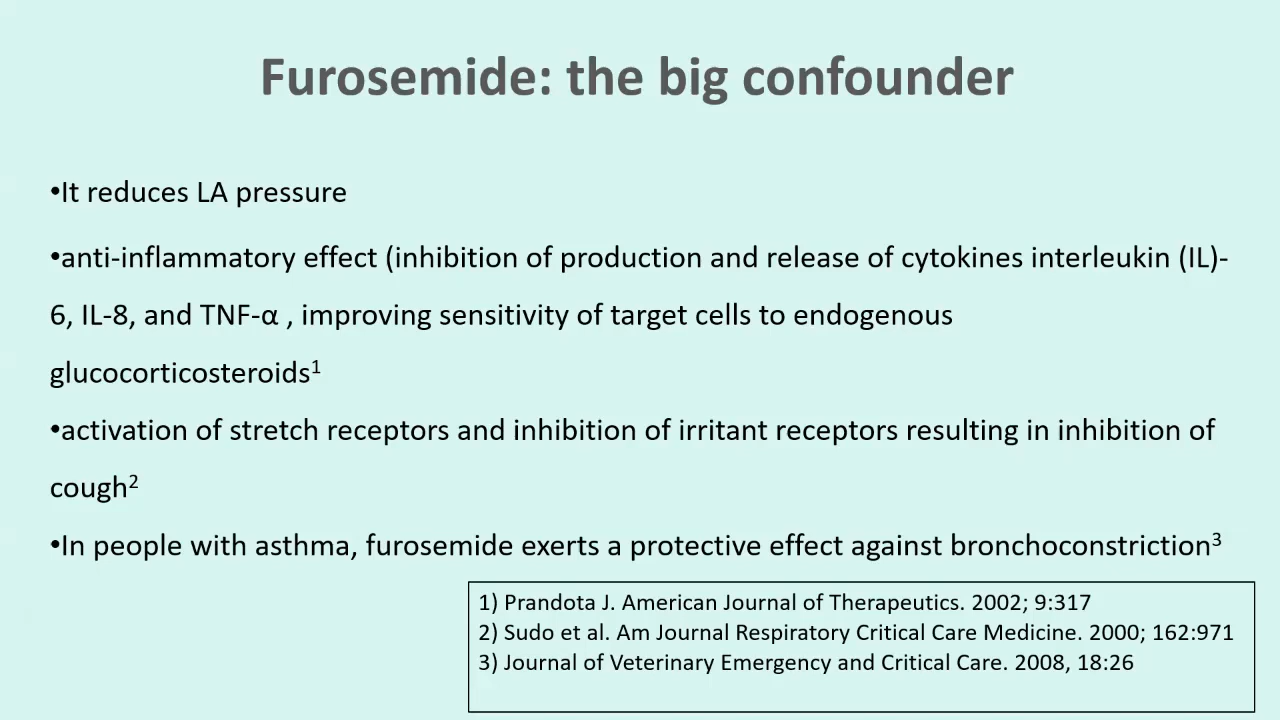 Furosemide: the big confounder
•It reduces LA pressure
•anti-inflammatory effect (inhibition of production and release of cytokines interleukin (IL)-
6, IL-8, and TNF-α , improving sensitivity of target cells to endogenous
glucocorticosteroids¹
•activation of stretch receptors and inhibition of irritant receptors resulting in inhibition of
cough²
•In people with asthma, furosemide exerts a protective effect against bronchoconstriction³
1) Prandota J. American Journal of Therapeutics. 2002; 9:317
2) Sudo et al. Am Journal Respiratory Critical Care Medicine. 2000; 162:971
3) Journal of Veterinary Emergency and Critical Care. 2008, 18:26